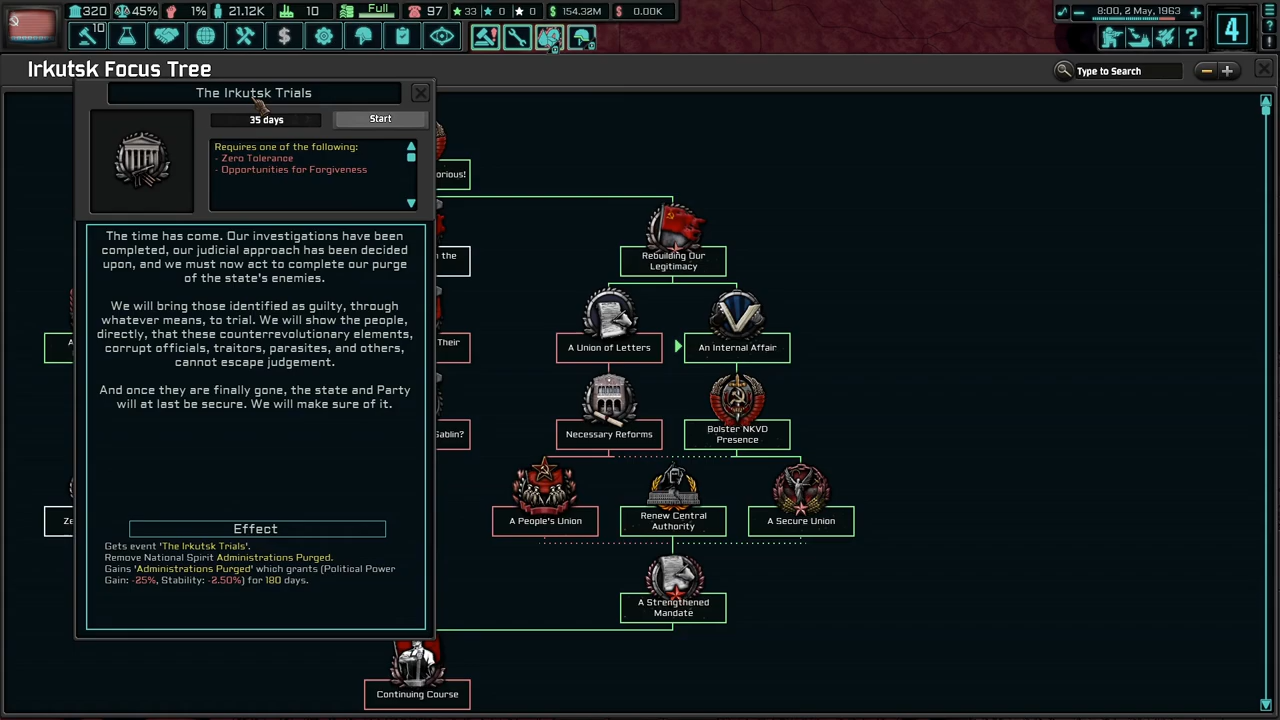 320 45% 1% 21.12K 10 Full 97 33 0 0 154.32M 0.00K 8:00, 2 May, 1963
10
4
Irkutsk Focus Tree
Type to Search
The Irkutsk Trials
35 days
Start
Requires one of the following:
- Zero Tolerance
- Opportunities for Forgiveness
The time has come. Our investigations have been
completed, our judicial approach has been decided
upon, and we must now act to complete our purge
of the state's enemies.
We will bring those identified as guilty, through
whatever means, to trial. We will show the people,
directly, that these counterrevolutionary elements,
corrupt officials, traitors, parasites, and others,
cannot escape judgement.
And once they are finally gone, the state and Party
will at last be secure. We will make sure of it.
Effect
Gets event 'The Irkutsk Trials'.
Remove National Spirit Administrations Purged.
Gains 'Administrations Purged' which grants (Political Power
Gain: -25%, Stability: -2.50%) for 180 days.
orious!
n the
Their
Gablin?
A
Ze
Rebuilding Our
Legitimacy
A Union of Letters
An Internal Affair
Necessary Reforms
Bolster NKVD
Presence
A People's Union
Renew Central
Authority
A Secure Union
A Strengthened
Mandate
Continuing Course